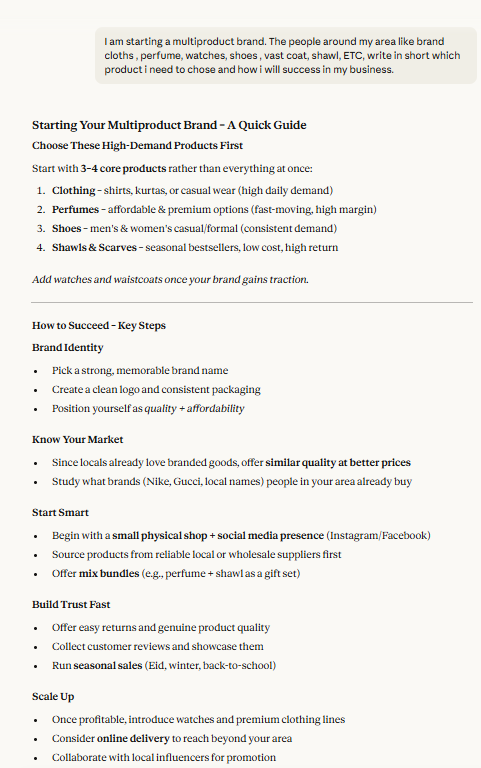 I am starting a multiproduct brand. The people around my area like brand
cloths , perfume, watches, shoes , vast coat, shawl, ETC, write in short which
product i need to chose and how i will success in my business.
Starting Your Multiproduct Brand – A Quick Guide
Choose These High-Demand Products First
Start with 3–4 core products rather than everything at once:
1. Clothing – shirts, kurtas, or casual wear (high daily demand)
2. Perfumes – affordable & premium options (fast-moving, high margin)
3. Shoes – men's & women's casual/formal (consistent demand)
4. Shawls & Scarves – seasonal bestsellers, low cost, high return
Add watches and waistcoats once your brand gains traction.
How to Succeed – Key Steps
Brand Identity
• Pick a strong, memorable brand name
• Create a clean logo and consistent packaging
• Position yourself as quality + affordability
Know Your Market
• Since locals already love branded goods, offer similar quality at better prices
• Study what brands (Nike, Gucci, local names) people in your area already buy
Start Smart
• Begin with a small physical shop + social media presence (Instagram/Facebook)
• Source products from reliable local or wholesale suppliers first
• Offer mix bundles (e.g., perfume + shawl as a gift set)
Build Trust Fast
• Offer easy returns and genuine product quality
• Collect customer reviews and showcase them
• Run seasonal sales (Eid, winter, back-to-school)
Scale Up
• Once profitable, introduce watches and premium clothing lines
• Consider online delivery to reach beyond your area
• Collaborate with local influencers for promotion